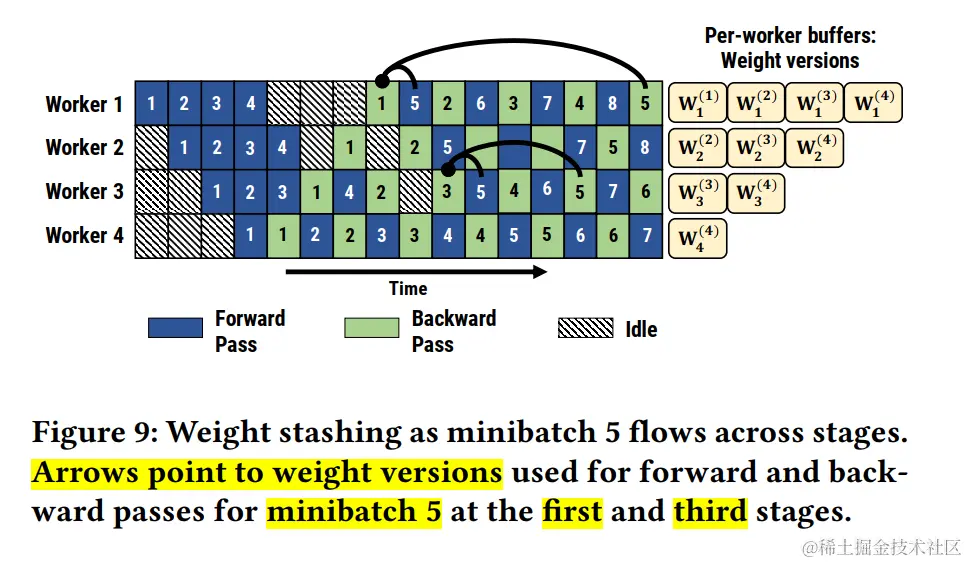 Per-worker buffers:
Weight versions
Worker 1 1 2 3 4 1 5 2 6 3 7 4 8 5 W₁⁽¹⁾ W₁⁽²⁾ W₁⁽³⁾ W₁⁽⁴⁾
Worker 2 1 2 3 4 1 2 5 7 5 8 W₂⁽²⁾ W₂⁽³⁾ W₂⁽⁴⁾
Worker 3 1 2 3 1 4 2 3 5 4 6 5 7 6 W₃⁽³⁾ W₃⁽⁴⁾
Worker 4 1 1 2 2 3 3 4 4 5 5 6 6 7 W₄⁽⁴⁾
Time
Forward Pass
Backward Pass
Idle
Figure 9: Weight stashing as minibatch 5 flows across stages.
Arrows point to weight versions used for forward and back-
ward passes for minibatch 5 at the first and third stages.
@稀土掘金技术社区